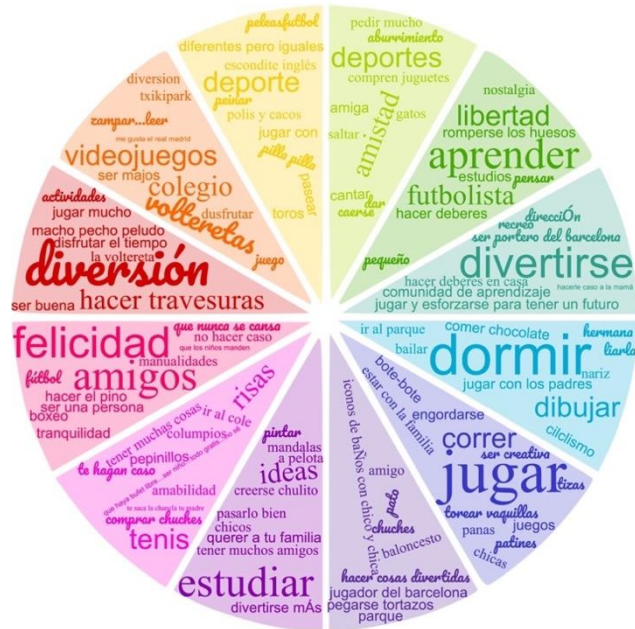 peleasfutbol
diferentes pero iguales
escondite inglés
deporte
peinar
polis y cacos
jugar con
pilla pilla
pasear
toros
pedir mucho
aburrimiento
deportes
compren juguetes
amiga
gatos
saltar
amistad
cantar
dar
caerse
pequeño
nostalgia
libertad
romperse los huesos
aprender
estudios
pensar
futbolista
hacer deberes
direcciÓn
recreo
ser portero del barcelona
divertirse
hacerle caso a la mamá
hacer deberes en casa
comunidad de aprendizaje
jugar y esforzarse para tener un futuro
ir al parque
comer chocolate
hermana
bailar
dormir
liarla
nariz
jugar con los padres
dibujar
cilclismo
bote-bote
estar con la familia
engordarse
correr
ser creativa
jugar
tizas
torear vaquillas
panas
juegos
patines
chicas
iconos de baÑos con chico y chica
amigo
chuches
baloncesto
hacer cosas divertidas
jugador del barcelona
pegarse tortazos
parque
pintar
mandalas
a pelota
ideas
creerse chulito
pasarlo bien
chicos
querer a tu familia
tener muchos amigos
estudiar
divertirse mÁs
risas
tener muchas cosas
ir al cole
columpios
pepinillos
te hagan caso
amabilidad
te saca la chancla tu padre
comprar chuches
tenis
felicidad
que nunca se cansa
no hacer caso
que los niños manden
manualidades
fútbol
amigos
hacer el pino
ser una persona
boxeo
tranquilidad
actividades
jugar mucho
macho pecho peludo
disfrutar el tiempo
la voltereta
diversión
ser buena
hacer travesuras
diversion
txikipark
zampar...leer
me gusta el real madrid
videojuegos
ser majos
colegio
volteretas
dusfrutar
juego